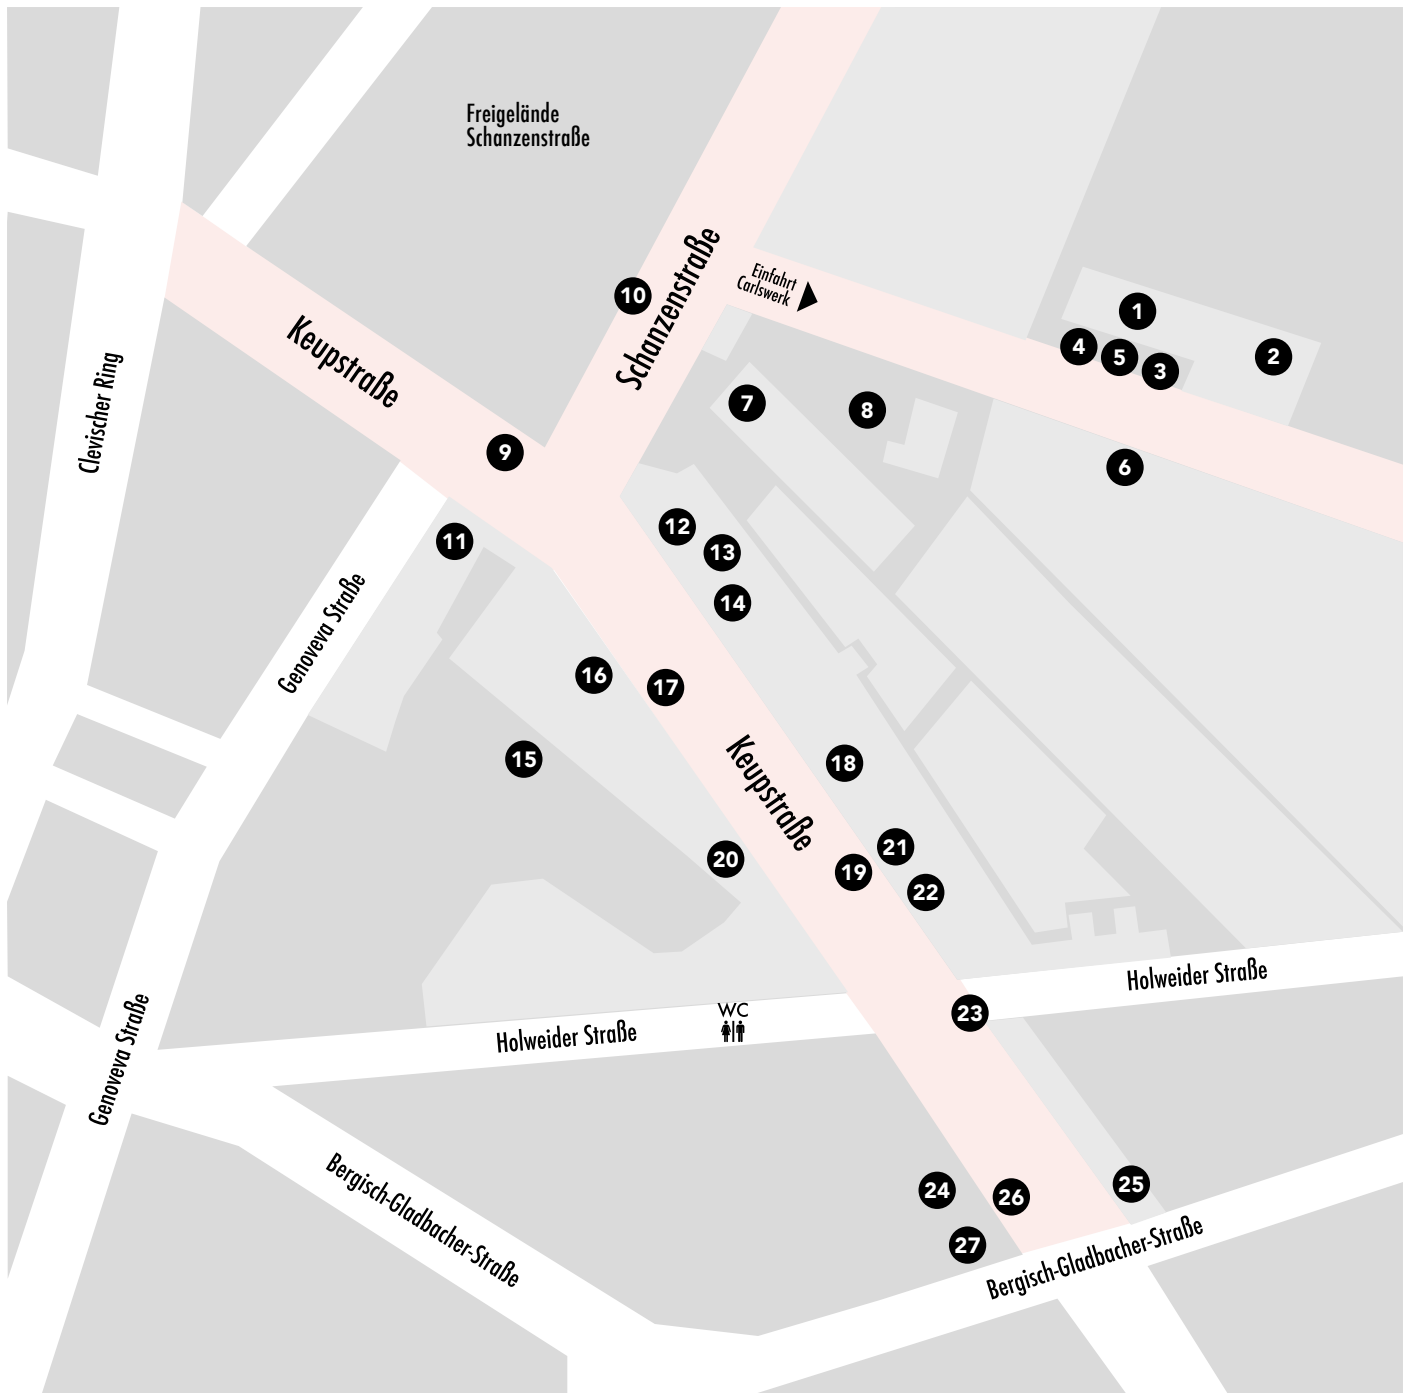 Freigelände
Schanzenstraße
Schanzenstraße
Einfahrt
Carlswerk
10
1
4
5
3
2
Keupstraße
Clevischer Ring
7
8
9
6
11
12
13
14
Genoveva Straße
16
17
15
18
Keupstraße
20
19
21
22
Holweider Straße
WC
Holweider Straße
23
Genoveva Straße
Bergisch-Gladbacher-Straße
24
26
25
27
Bergisch-Gladbacher-Straße